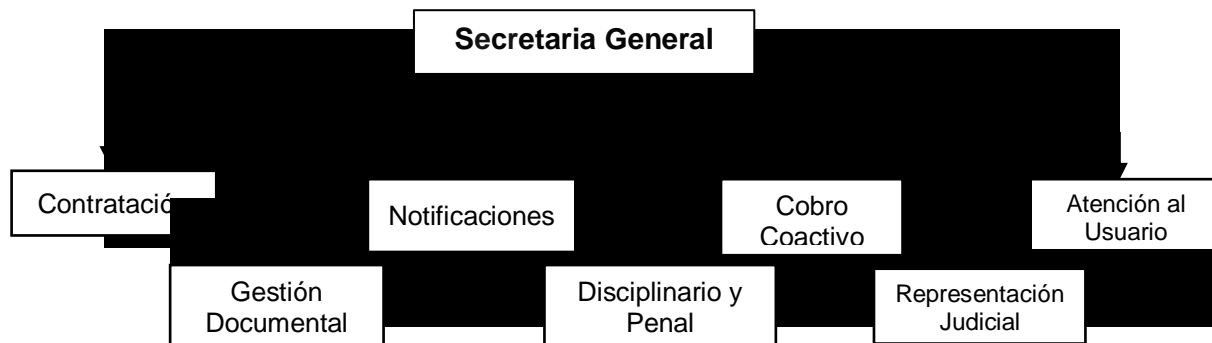 Secretaria General
Contratació
Notificaciones
Cobro
Coactivo
Atención al
Usuario
Gestión
Documental
Disciplinario y
Penal
Representación
Judicial